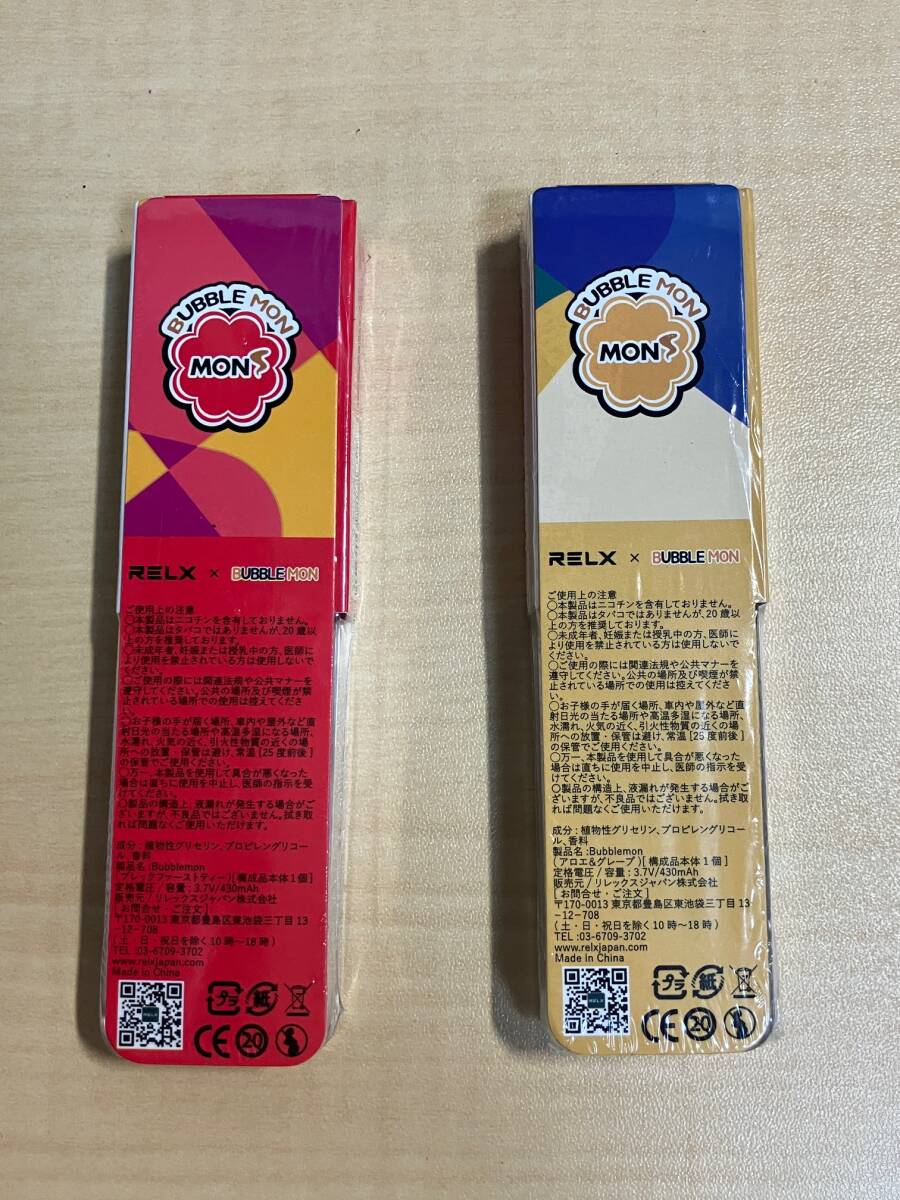 BUBBLE MON
MONS
RELX × BUBBLE MON
ご使用上の注意
○本製品はニコチンを含有しておりません。
○本製品はタバコではありませんが、20歳以
上の方を推奨しております。
○未成年者、妊娠または授乳中の方、医師に
より使用を禁止されている方は使用しないで
ください。
○ご使用の際には関連法規や公共マナーを
遵守してください。公共の場所及び喫煙が禁
止されている場所での使用は控えてくださ
い。
○お子様の手が届く場所、車内や屋外など直
射日光の当たる場所や高温多湿になる場所、
水濡れ、火気の近く、引火性物質の近くの場
所への放置・保管は避け、常温[25度前後]
の保管でご使用ください。
○万一、本製品を使用して具合が悪くなった
場合は直ちに使用を中止し、医師の指示を受
けてください。
○製品の構造上、液漏れが発生する場合がご
ざいますが、不良品ではございません。拭き取
れば問題なくご使用いただけます。
成分：植物性グリセリン、プロピレングリコー
ル、香料
製品名：Bubblemon
(ブレックファーストティー)[構成品本体1個]
定格電圧/容量：3.7V/430mAh
販売元/リレックスジャパン株式会社
[お問合せ・ご注文]
〒170-0013 東京都豊島区東池袋三丁目13
-12-708
(土・日・祝日を除く10時～18時)
TEL :03-6709-3702
www.relxjapan.com
Made in China
RELX
プラ 紙
CE 20
BUBBLE MON
MONS
RELX × BUBBLE MON
ご使用上の注意
○本製品はニコチンを含有しておりません。
○本製品はタバコではありませんが、20歳以
上の方を推奨しております。
○未成年者、妊娠または授乳中の方、医師に
より使用を禁止されている方は使用しないで
ください。
○ご使用の際には関連法規や公共マナーを
遵守してください。公共の場所及び喫煙が禁
止されている場所での使用は控えてくださ
い。
○お子様の手が届く場所、車内や屋外など直
射日光の当たる場所や高温多湿になる場所、
水濡れ、火気の近く、引火性物質の近くの場
所への放置・保管は避け、常温[25度前後]
の保管でご使用ください。
○万一、本製品を使用して具合が悪くなった
場合は直ちに使用を中止し、医師の指示を受
けてください。
○製品の構造上、液漏れが発生する場合がご
ざいますが、不良品ではございません。拭き取
れば問題なくご使用いただけます。
成分：植物性グリセリン、プロピレングリコー
ル、香料
製品名：Bubblemon
(アロエ&グレープ)[構成品本体1個]
定格電圧/容量：3.7V/430mAh
販売元/リレックスジャパン株式会社
[お問合せ・ご注文]
〒170-0013 東京都豊島区東池袋三丁目13
-12-708
(土・日・祝日を除く10時～18時)
TEL :03-6709-3702
www.relxjapan.com
Made in China
RELX
プラ 紙
CE 20